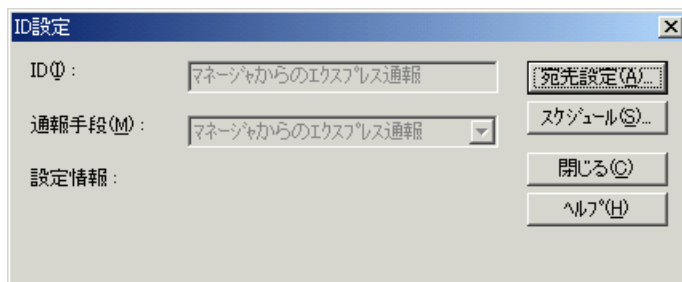 ID設定
ID(I) :
マネージャからのエクスプレス通報
宛先設定(A)...
通報手段(M) :
マネージャからのエクスプレス通報
スケジュール(S)...
設定情報 :
閉じる(C)
ヘルプ(H)